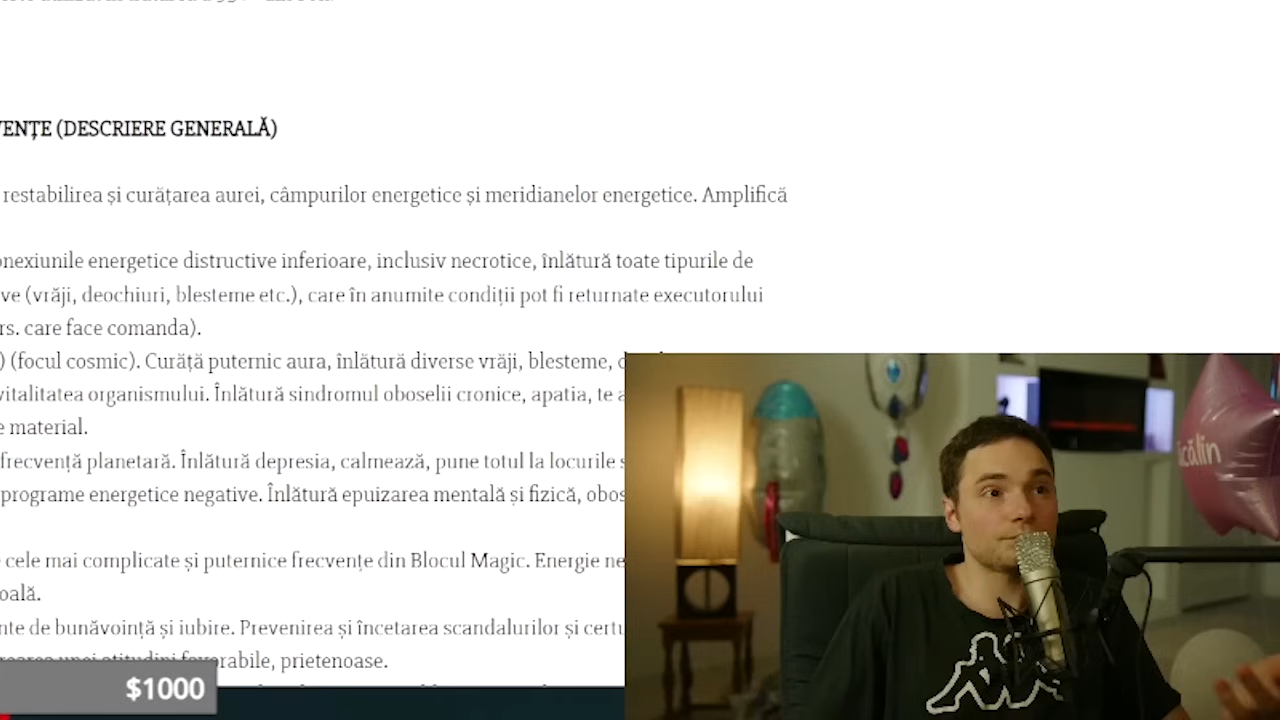 VENȚE (DESCRIERE GENERALĂ)
restabilirea și curățarea aurei, câmpurilor energetice și meridianelor energetice. Amplifică
onexiunile energetice distructive inferioare, inclusiv necrotice, înlătură toate tipurile de
ve (vrăji, deochiuri, blesteme etc.), care în anumite condiții pot fi returnate executorului
rs. care face comanda).
) (focul cosmic). Curăță puternic aura, înlătură diverse vrăji, blesteme,
vitalitatea organismului. Înlătură sindromul oboselii cronice, apatia, te
e material.
frecvență planetară. Înlătură depresia, calmează, pune totul la locurile
programe energetice negative. Înlătură epuizarea mentală și fizică,
cele mai complicate și puternice frecvențe din Blocul Magic. Energie
oală.
nte de bunăvoință și iubire. Prevenirea și încetarea scandalurilor și
prietenoase.
$1000
călin